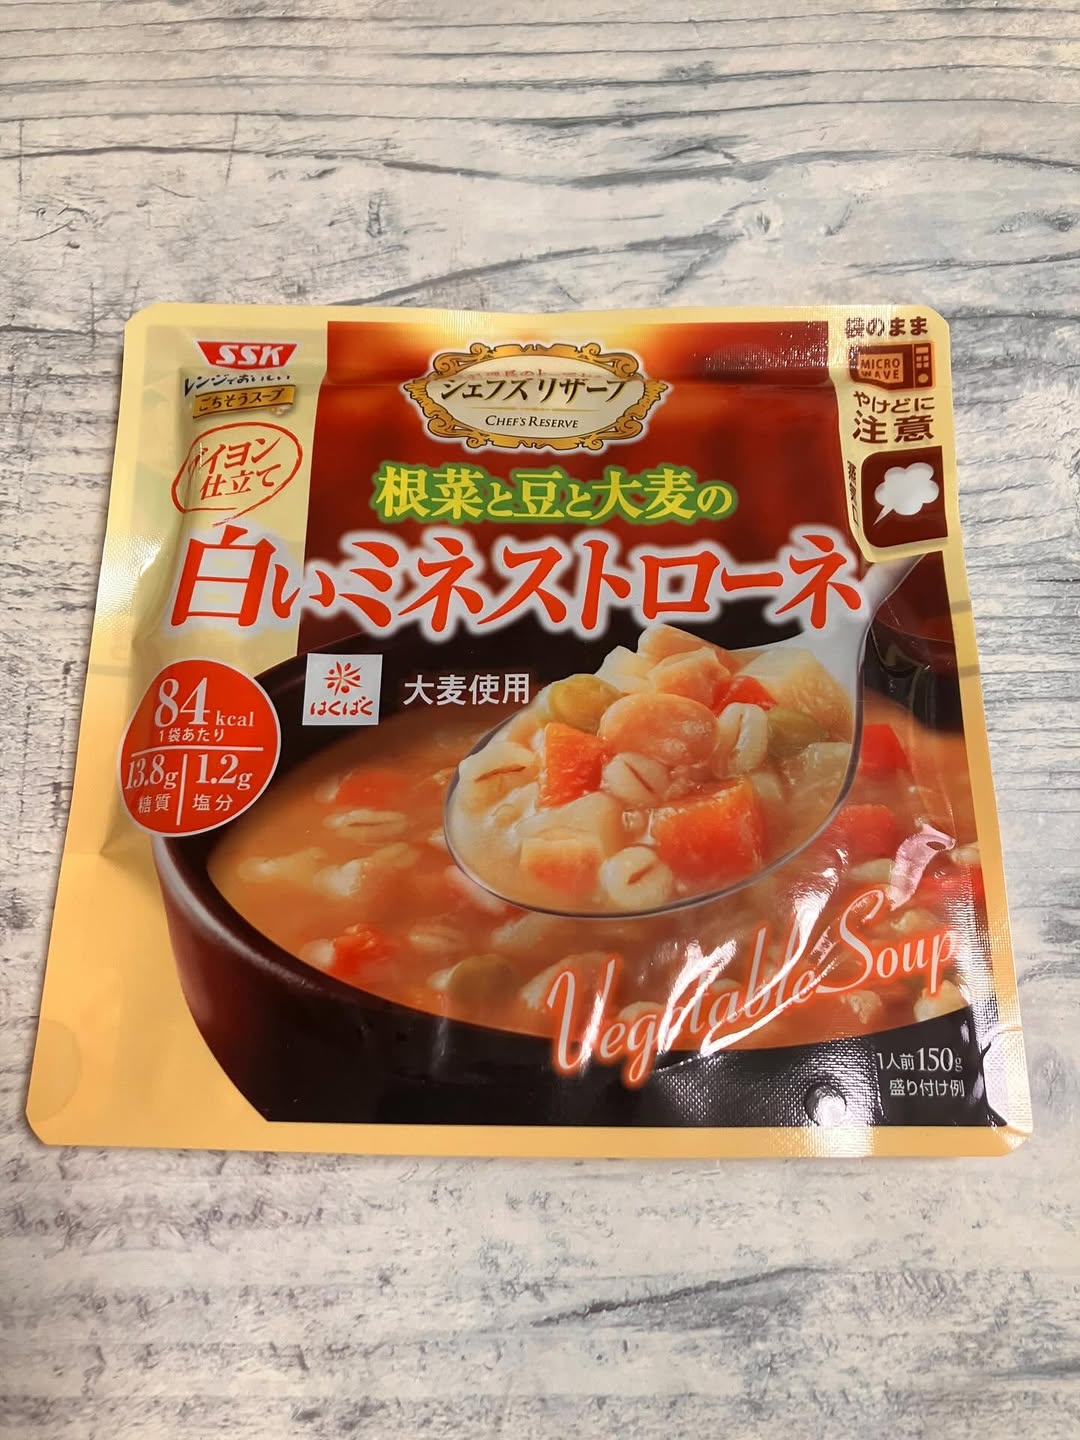 SSK
レンジでおいしい
ごちそうスープ
シェフズリザーブ
CHEF'S RESERVE
袋のまま
MICRO
WAVE
やけどに
注意
ブイヨン
仕立て
根菜と豆と大麦の
白いミネストローネ
はくばく
大麦使用
84kcal
1袋あたり
13.8g 1.2g
糖質 塩分
Vegetable Soup
1人前150g
盛り付け例